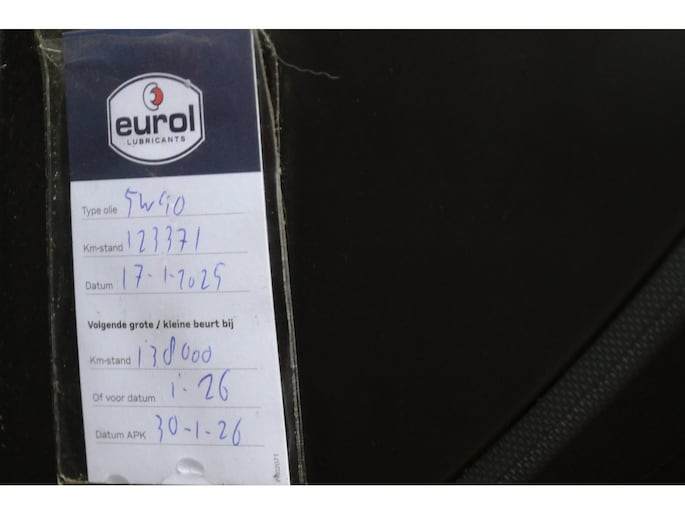 eurol
LUBRICANTS
Type olie 5W40
Km-stand 123371
Datum 17-1-2025
Volgende grote / kleine beurt bij
Km-stand 138000
Of voor datum 1-26
Datum APK 30-1-26